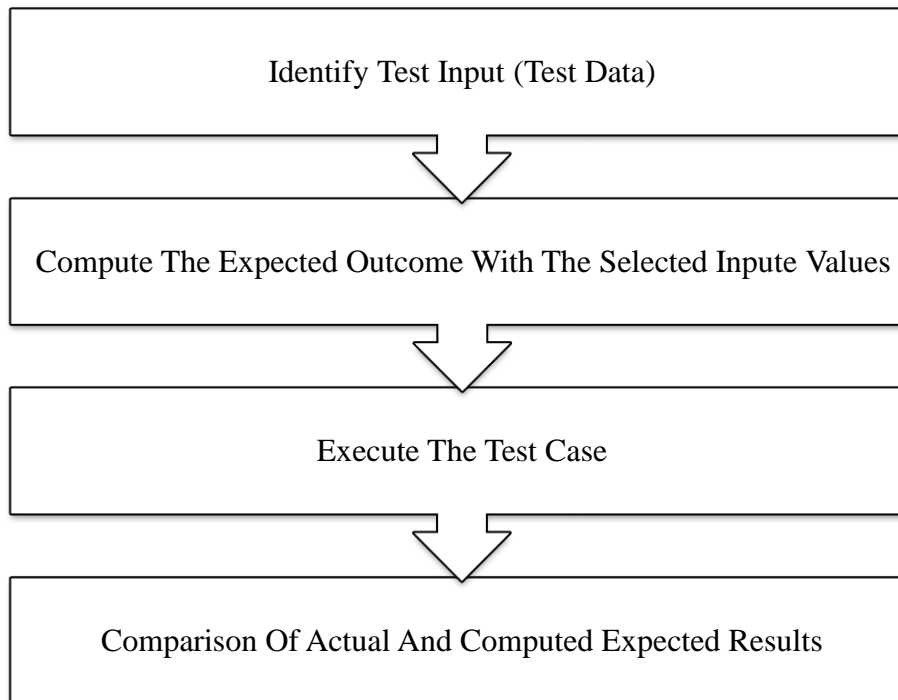 Identify Test Input (Test Data)
Compute The Expected Outcome With The Selected Inpute Values
Execute The Test Case
Comparison Of Actual And Computed Expected Results